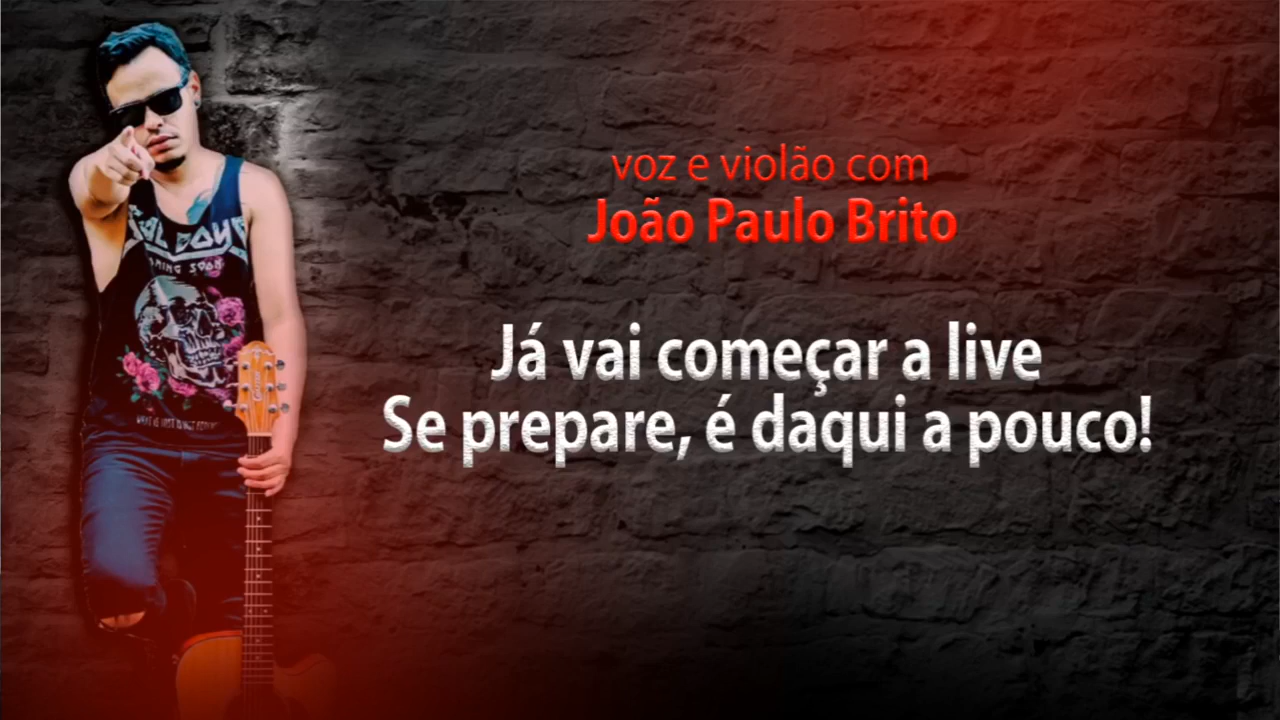 voz e violão com
João Paulo Brito
Já vai começar a live
Se prepare, é daqui a pouco!